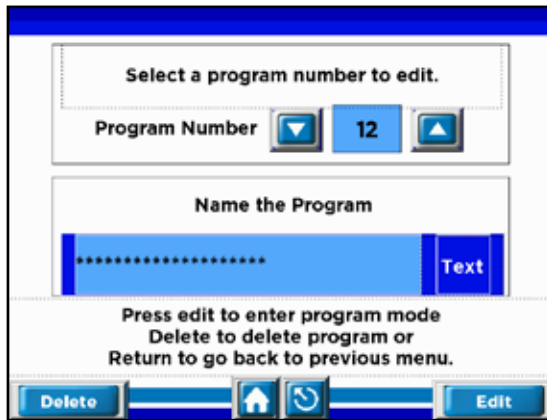 Select a program number to edit.
Program Number 12
Name the Program
******************** Text
Press edit to enter program mode
Delete to delete program or
Return to go back to previous menu.
Delete Edit